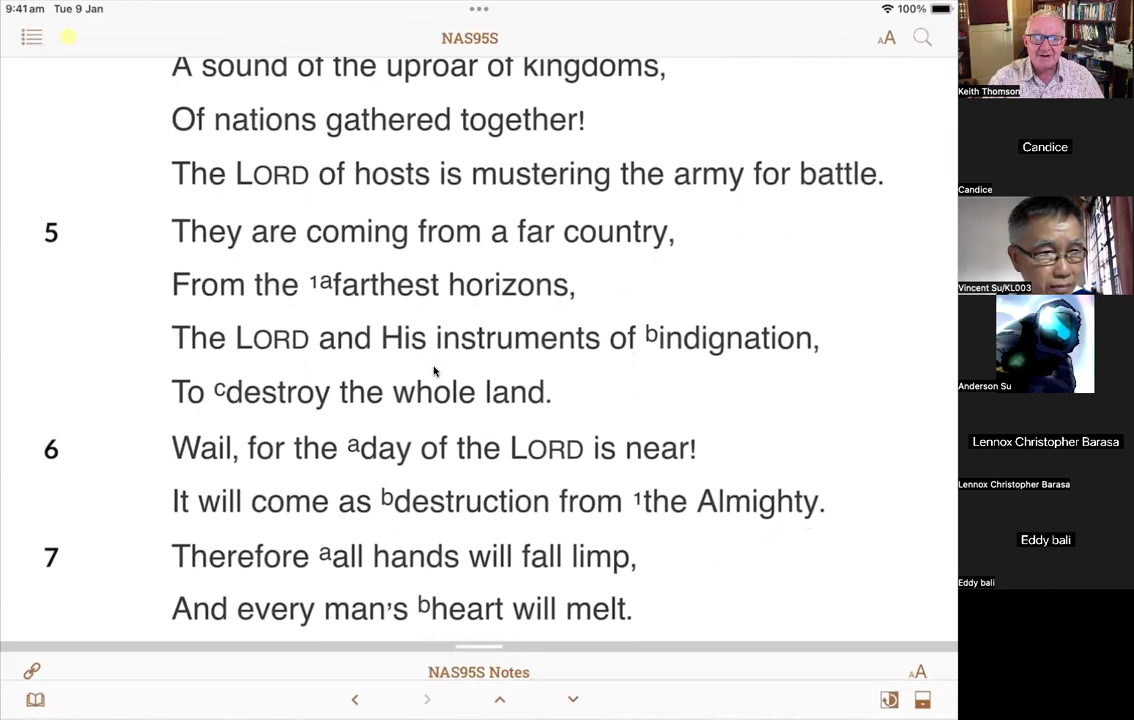 9:41 am Tue 9 Jan
100%
NAS95S
AA
A sound of the uproar of kingdoms,
Of nations gathered together!
The LORD of hosts is mustering the army for battle.
5 They are coming from a far country,
From the 1afarthest horizons,
The LORD and His instruments of bindignation,
To cdestroy the whole land.
6 Wail, for the aday of the LORD is near!
It will come as bdestruction from 1the Almighty.
7 Therefore aall hands will fall limp,
And every man's bheart will melt.
NAS95S Notes
AA
Keith Thomson
Candice
Candice
Vincent Su/KL003
Anderson Su
Lennox Christopher Barasa
Lennox Christopher Barasa
Eddy bali
Eddy bali